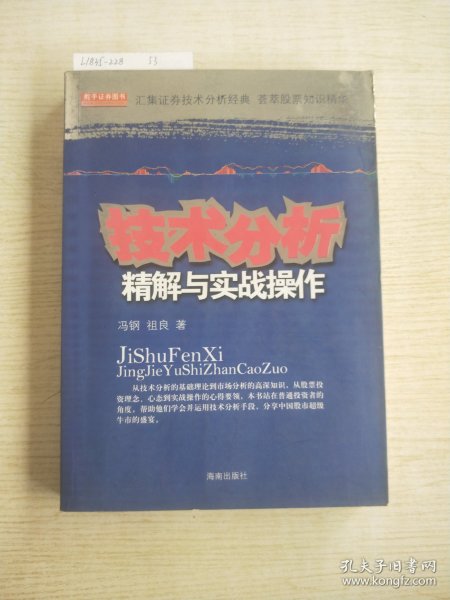 L1845-228 53
舵手证券图书
汇集证券技术分析经典 荟萃股票知识精华
技术分析
精解与实战操作
冯钢 祖良 著
JiShuFenXi
JingJieYuShiZhanCaoZuo
从技术分析的基础理论到市场分析的高深知识，从股票投
资理念、心态到实战操作的心得要领，本书站在普通投资者的
角度，帮助他们学会并运用技术分析手段，分享中国股市超级
牛市的盛宴。
海南出版社
孔夫子旧书网
www.kongfz.com